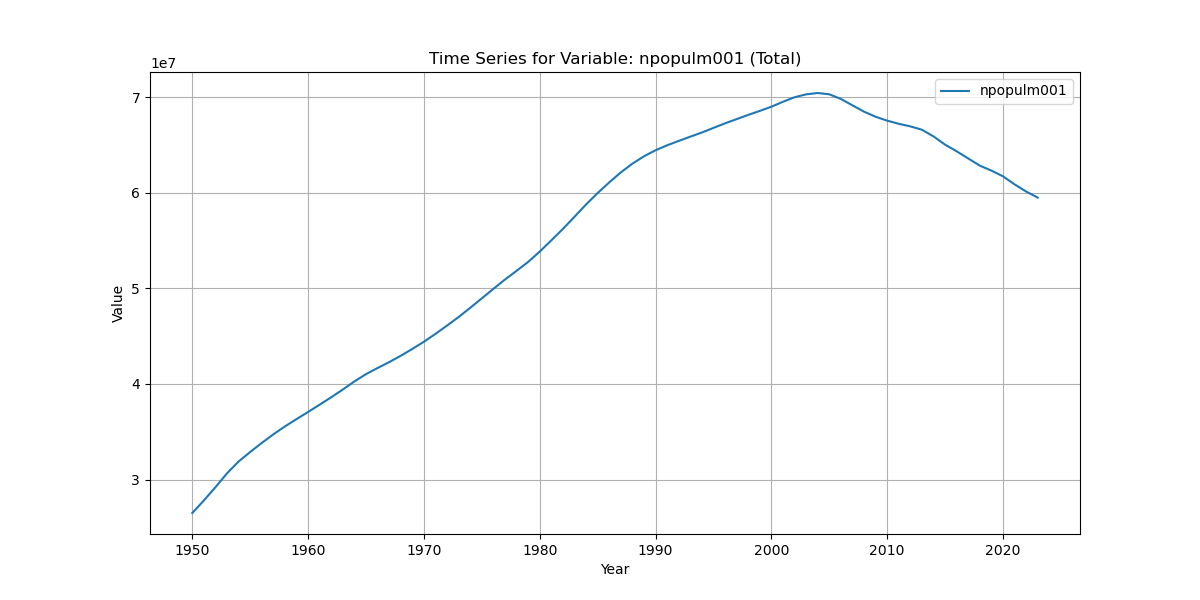 Time Series for Variable: npopulm001 (Total)
1e7
npopulm001
7
6
5
4
3
Value
1950 1960 1970 1980 1990 2000 2010 2020
Year